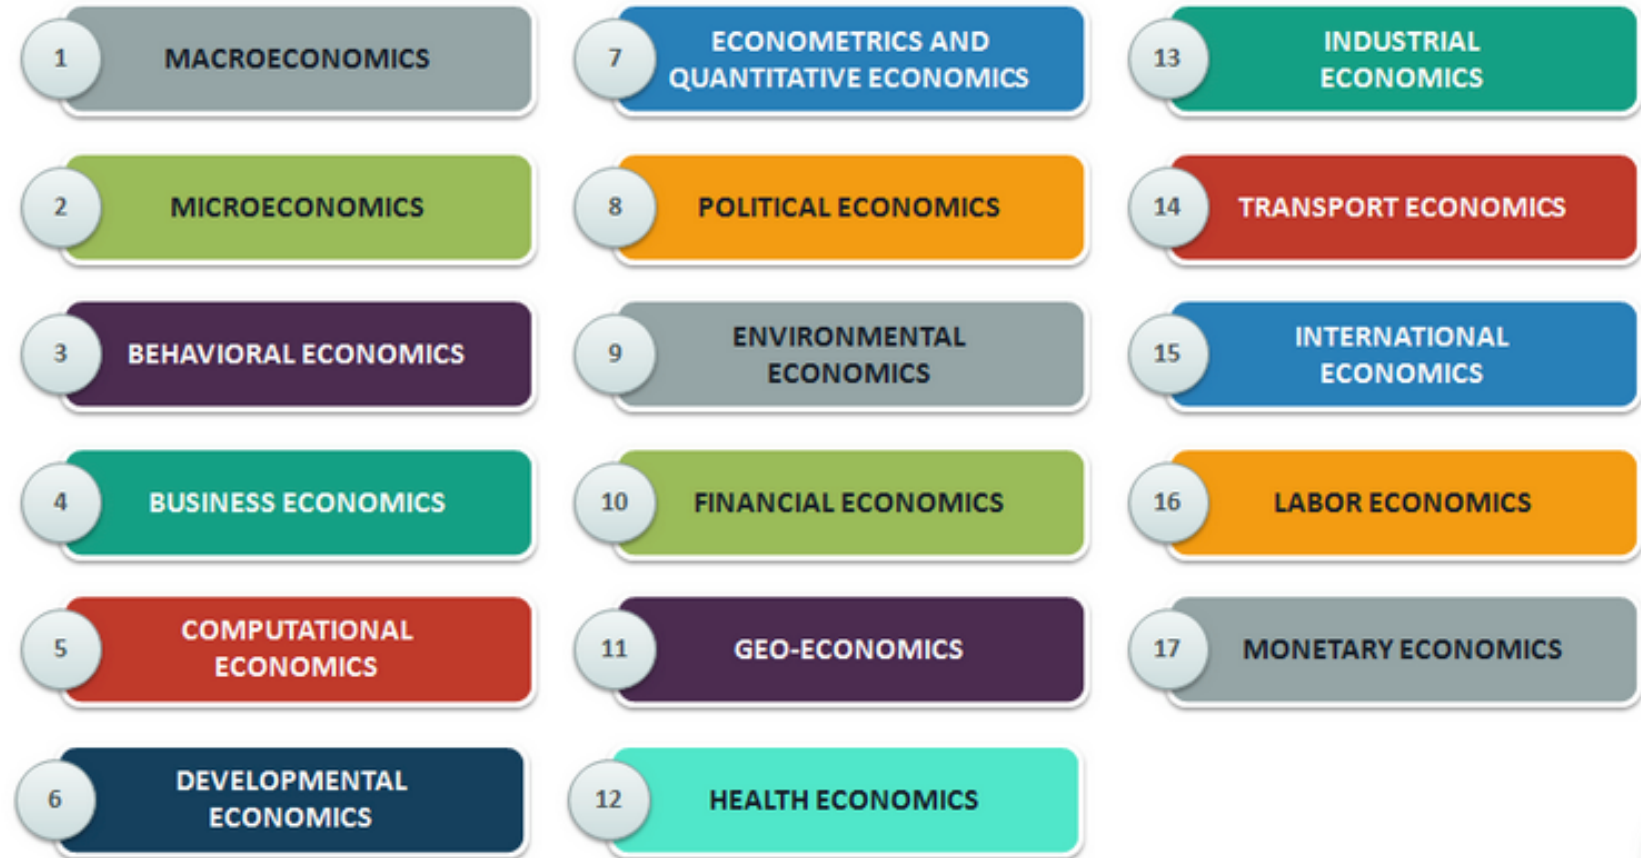 1
MACROECONOMICS
2
MICROECONOMICS
3
BEHAVIORAL ECONOMICS
4
BUSINESS ECONOMICS
5
COMPUTATIONAL
ECONOMICS
6
DEVELOPMENTAL
ECONOMICS
7
ECONOMETRICS AND
QUANTITATIVE ECONOMICS
8
POLITICAL ECONOMICS
9
ENVIRONMENTAL
ECONOMICS
10
FINANCIAL ECONOMICS
11
GEO-ECONOMICS
12
HEALTH ECONOMICS
13
INDUSTRIAL
ECONOMICS
14
TRANSPORT ECONOMICS
15
INTERNATIONAL
ECONOMICS
16
LABOR ECONOMICS
17
MONETARY ECONOMICS